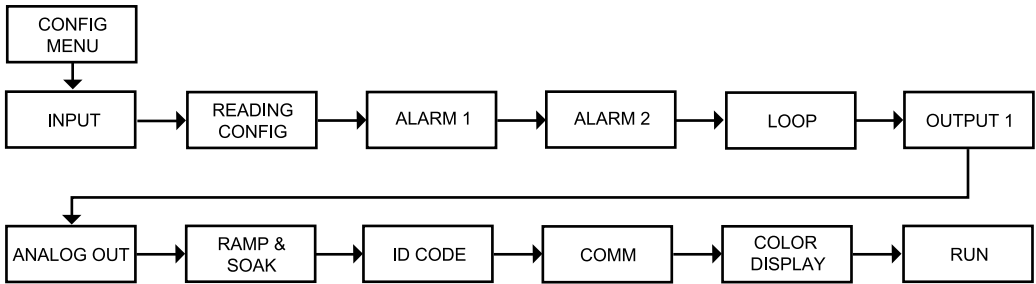 CONFIG
MENU
INPUT
READING
CONFIG
ALARM 1
ALARM 2
LOOP
OUTPUT 1
ANALOG OUT
RAMP &
SOAK
ID CODE
COMM
COLOR
DISPLAY
RUN